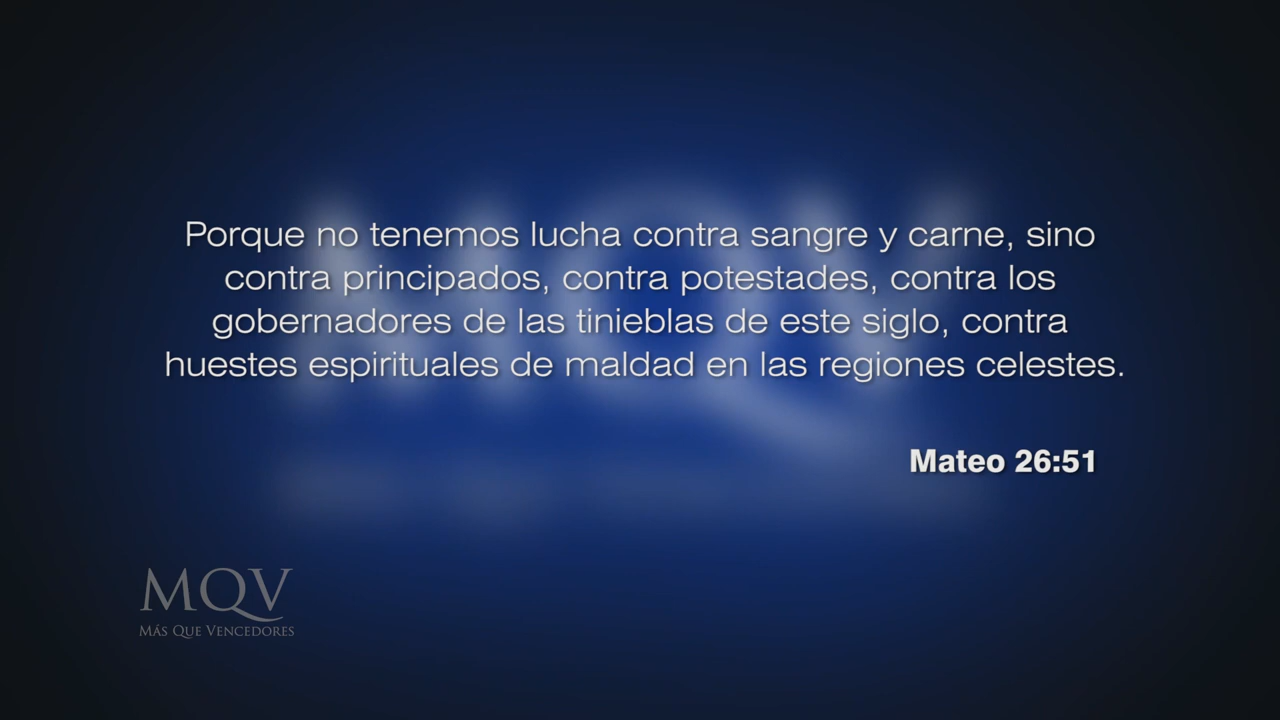 Porque no tenemos lucha contra sangre y carne, sino
contra principados, contra potestades, contra los
gobernadores de las tinieblas de este siglo, contra
huestes espirituales de maldad en las regiones celestes.
Mateo 26:51
MQV
MÁS QUE VENCEDORES